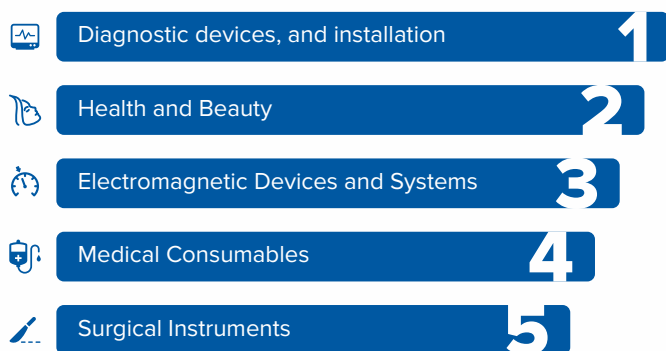 Diagnostic devices, and installation 1
Health and Beauty 2
Electromagnetic Devices and Systems 3
Medical Consumables 4
Surgical Instruments 5